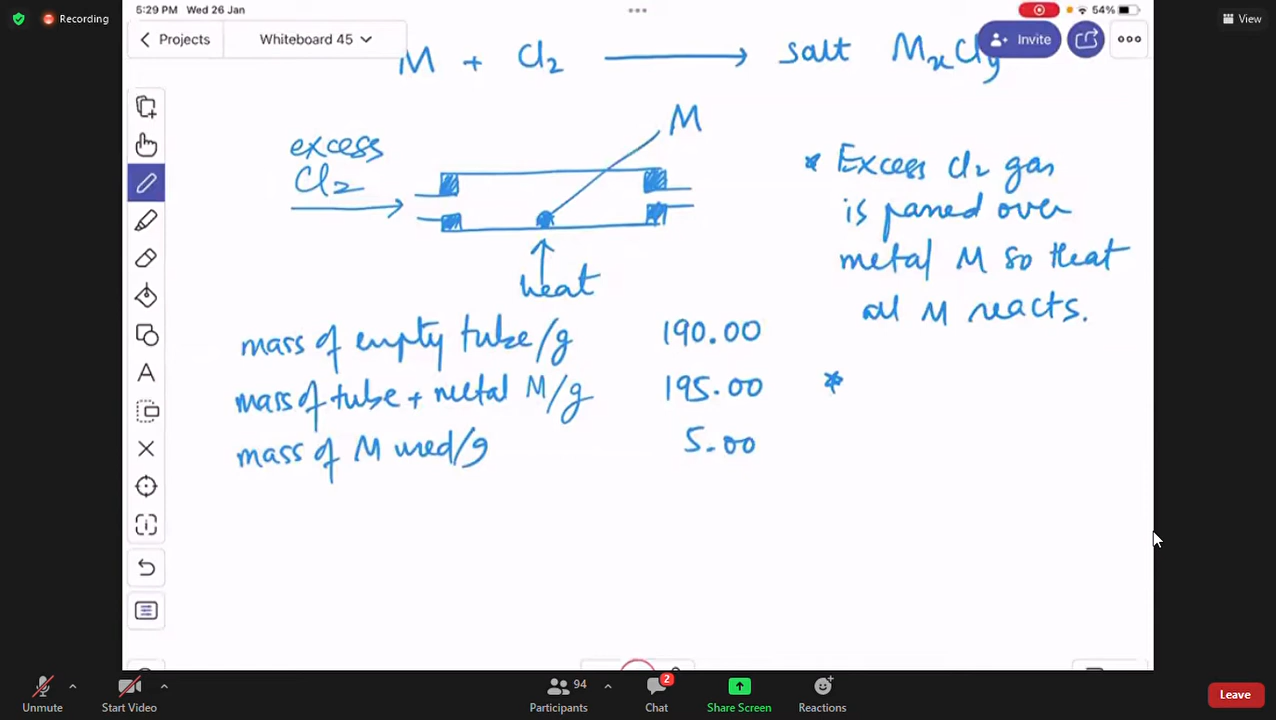 Recording
5:29 PM Wed 26 Jan
54%
View
Projects
Whiteboard 45
Invite
M + Cl2 → salt MxCly
M
excess
Cl2
heat
* Excess Cl2 gas
is passed over
metal M so that
all M reacts.
mass of empty tube/g 190.00
mass of tube + metal M/g 195.00 *
mass of M used/g 5.00
A
Unmute
Start Video
94
Participants
2
Chat
Share Screen
Reactions
Leave